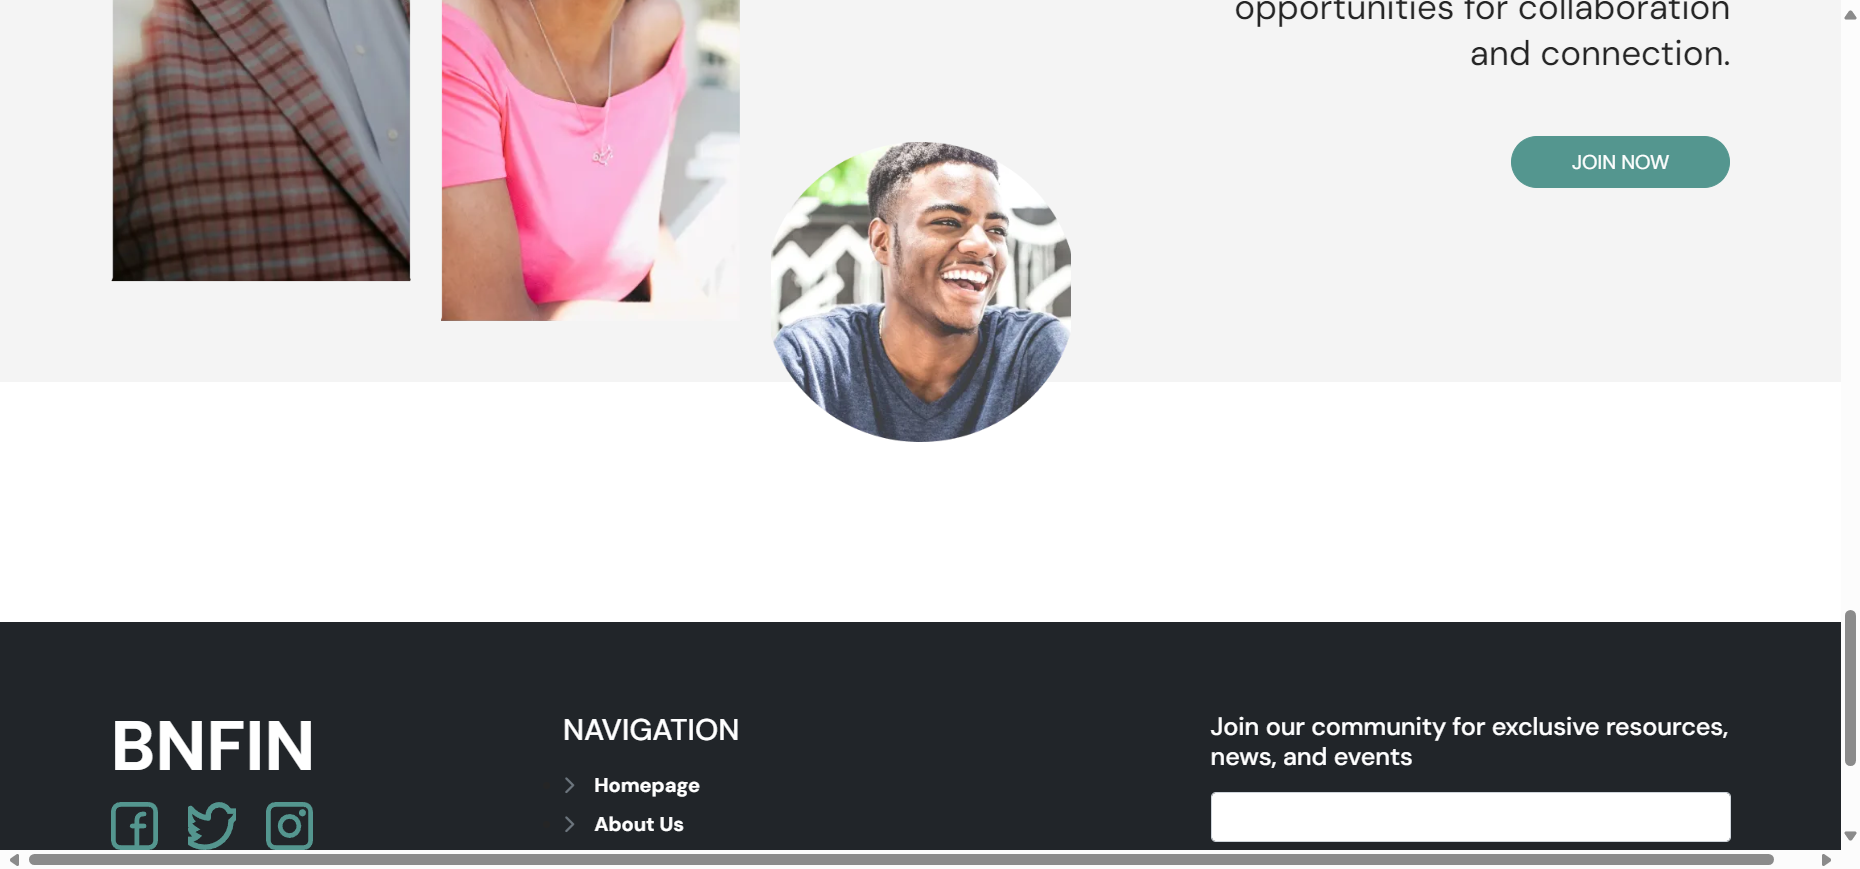 opportunities for collaboration
and connection.
JOIN NOW
BNFIN
NAVIGATION
Homepage
About Us
Join our community for exclusive resources,
news, and events